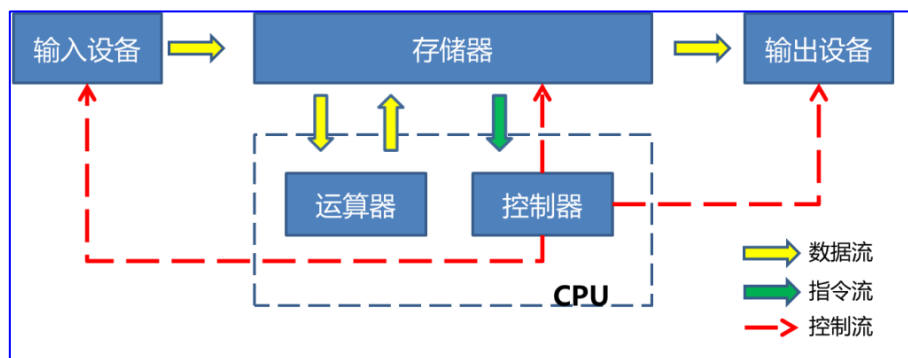 输入设备
存储器
输出设备
运算器
控制器
CPU
数据流
指令流
控制流